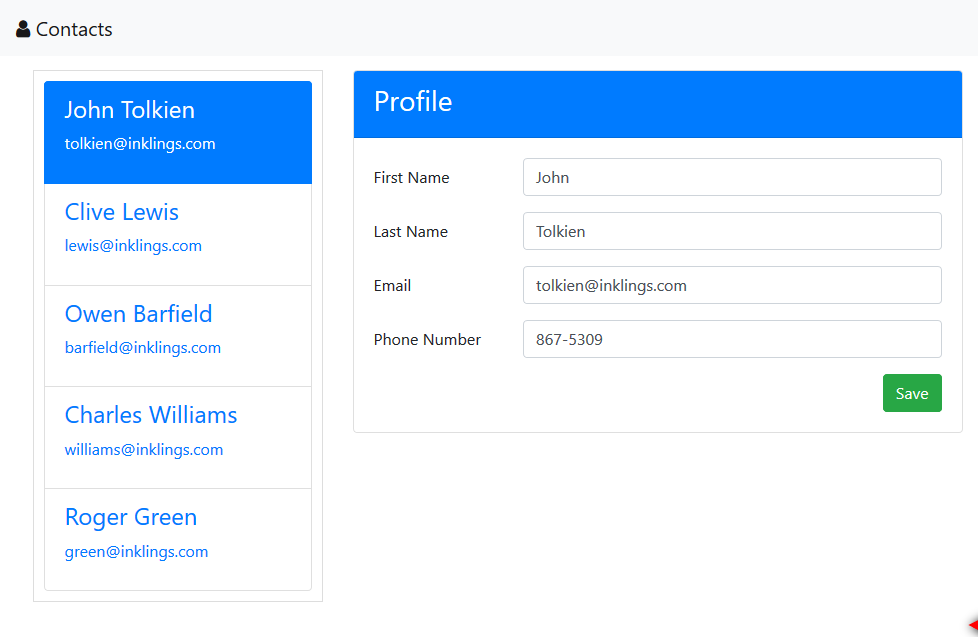 Contacts
John Tolkien
tolkien@inklings.com
Clive Lewis
lewis@inklings.com
Owen Barfield
barfield@inklings.com
Charles Williams
williams@inklings.com
Roger Green
green@inklings.com
Profile
First Name John
Last Name Tolkien
Email tolkien@inklings.com
Phone Number 867-5309
Save